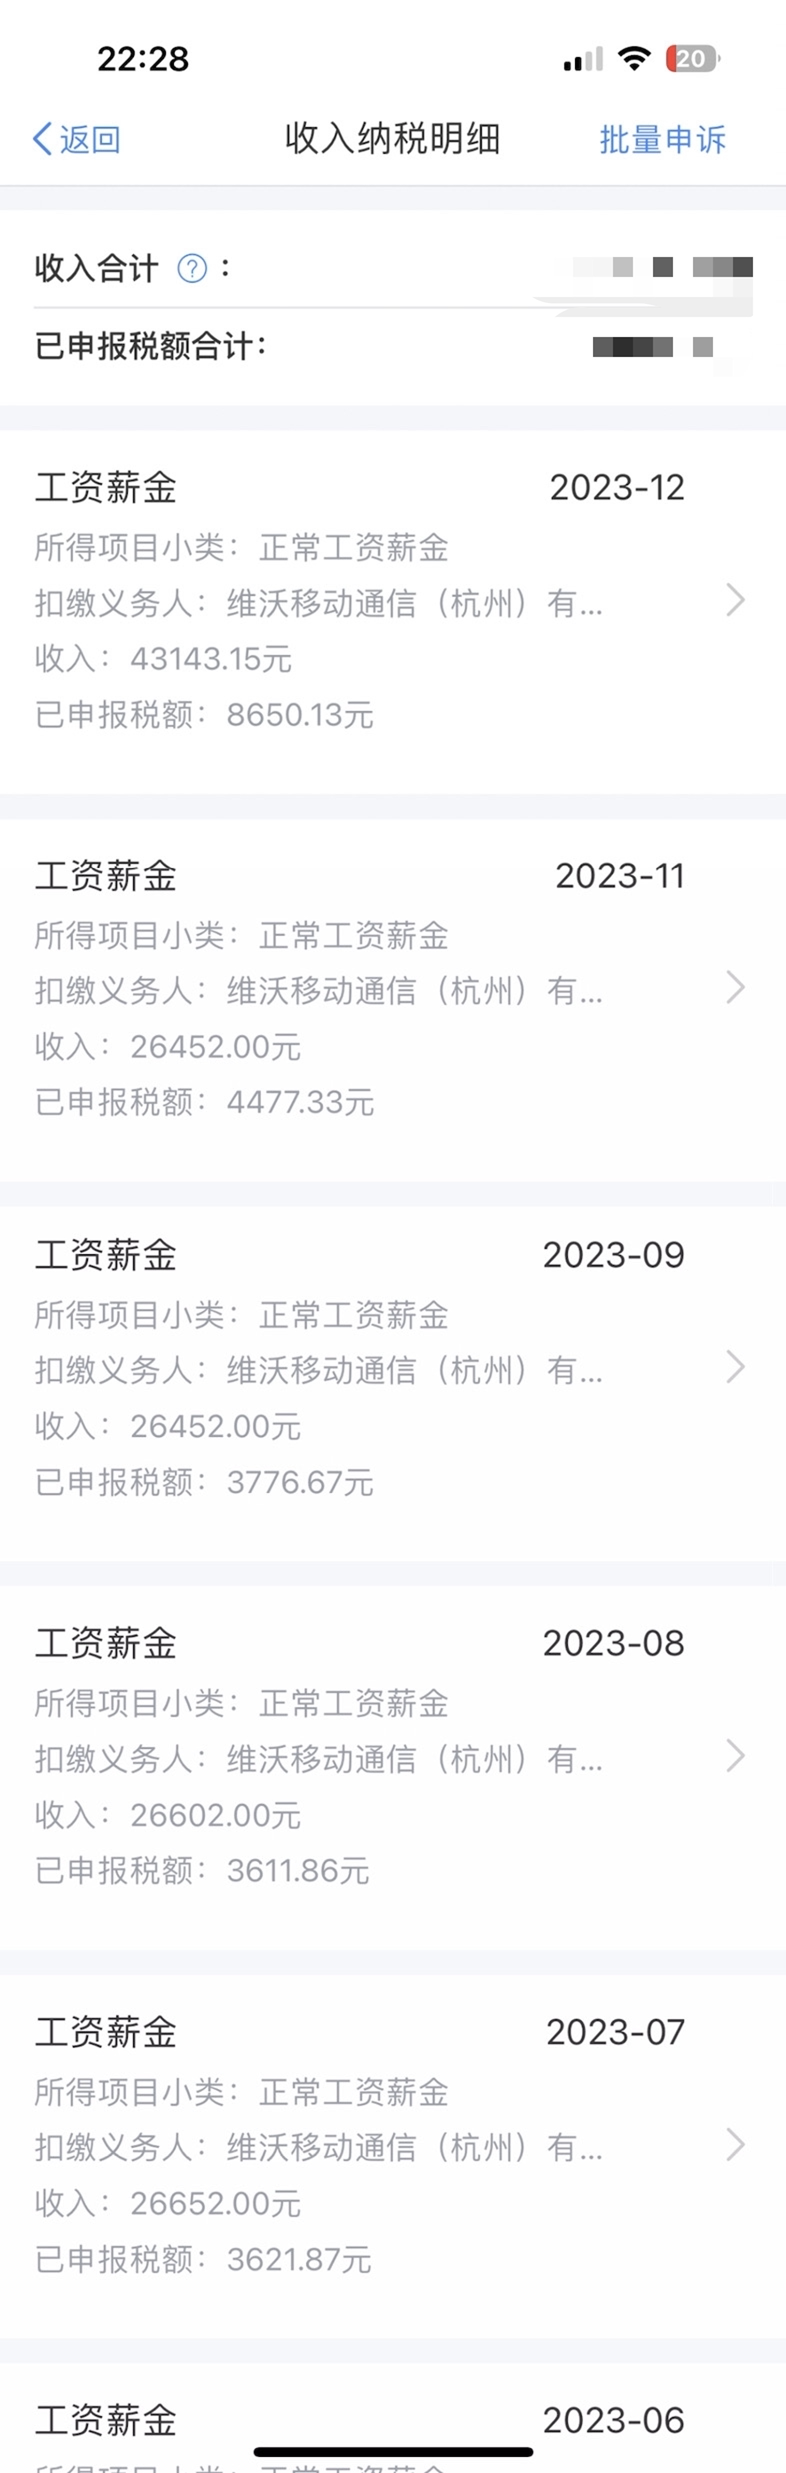 22:28
20
返回
收入纳税明细
批量申诉
收入合计 ? :
已申报税额合计:
工资薪金 2023-12
所得项目小类: 正常工资薪金
扣缴义务人: 维沃移动通信（杭州）有...
收入: 43143.15元
已申报税额: 8650.13元
工资薪金 2023-11
所得项目小类: 正常工资薪金
扣缴义务人: 维沃移动通信（杭州）有...
收入: 26452.00元
已申报税额: 4477.33元
工资薪金 2023-09
所得项目小类: 正常工资薪金
扣缴义务人: 维沃移动通信（杭州）有...
收入: 26452.00元
已申报税额: 3776.67元
工资薪金 2023-08
所得项目小类: 正常工资薪金
扣缴义务人: 维沃移动通信（杭州）有...
收入: 26602.00元
已申报税额: 3611.86元
工资薪金 2023-07
所得项目小类: 正常工资薪金
扣缴义务人: 维沃移动通信（杭州）有...
收入: 26652.00元
已申报税额: 3621.87元
工资薪金 2023-06